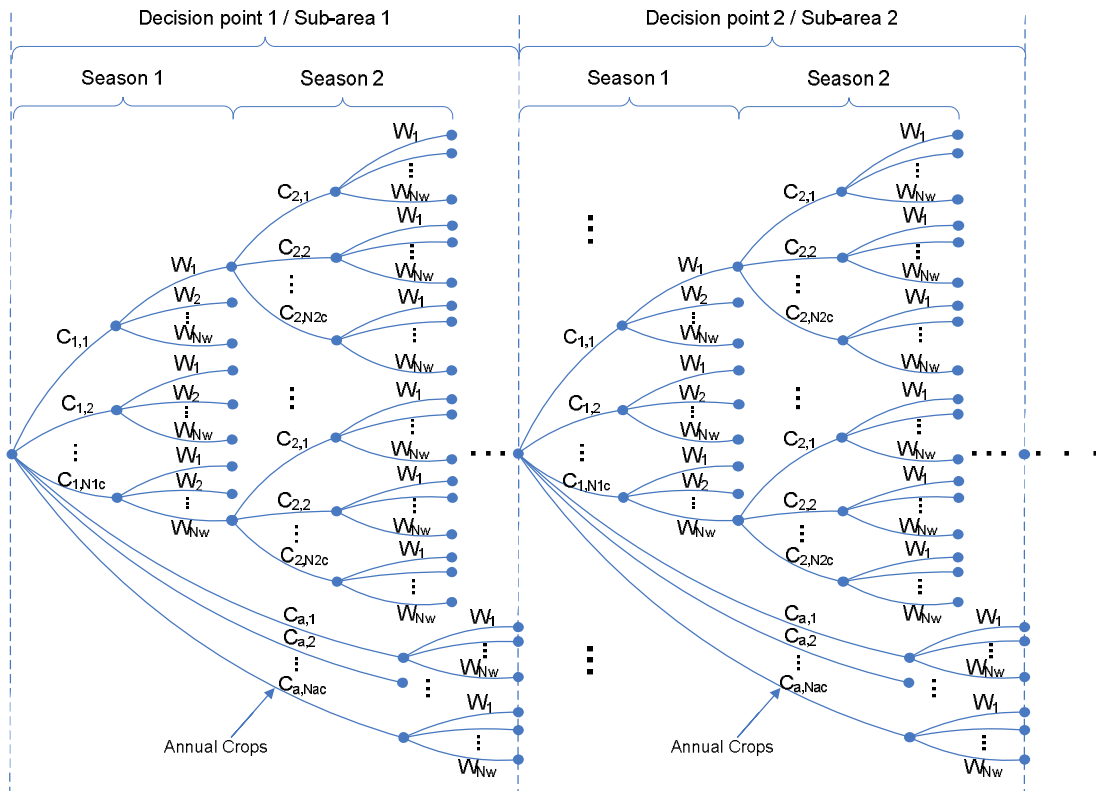 Decision point 1 / Sub-area 1 Decision point 2 / Sub-area 2
Season 1 Season 2 Season 1 Season 2
W1 W1
C2,1 WNw C2,1 WNw
W1 W1
C2,2 C2,2
W1 WNw W1 WNw
W2 C2,N2c W1 W2 C2,N2c W1
C1,1 WNw C1,1 WNw
W1 WNw W1 WNw
C1,2 W2 W1 C1,2 W2 W1
WNw C2,1 WNw C2,1
W1 WNw W1 WNw
C1,N1c W2 W1 C1,N1c W2 W1
C2,2 C2,2
WNw WNw WNw WNw
C2,N2c W1 C2,N2c W1
WNw WNw
Ca,1 W1 Ca,1 W1
Ca,2 Ca,2
WNw WNw
Ca,Nac Ca,Nac
W1 W1
Annual Crops Annual Crops
WNw WNw